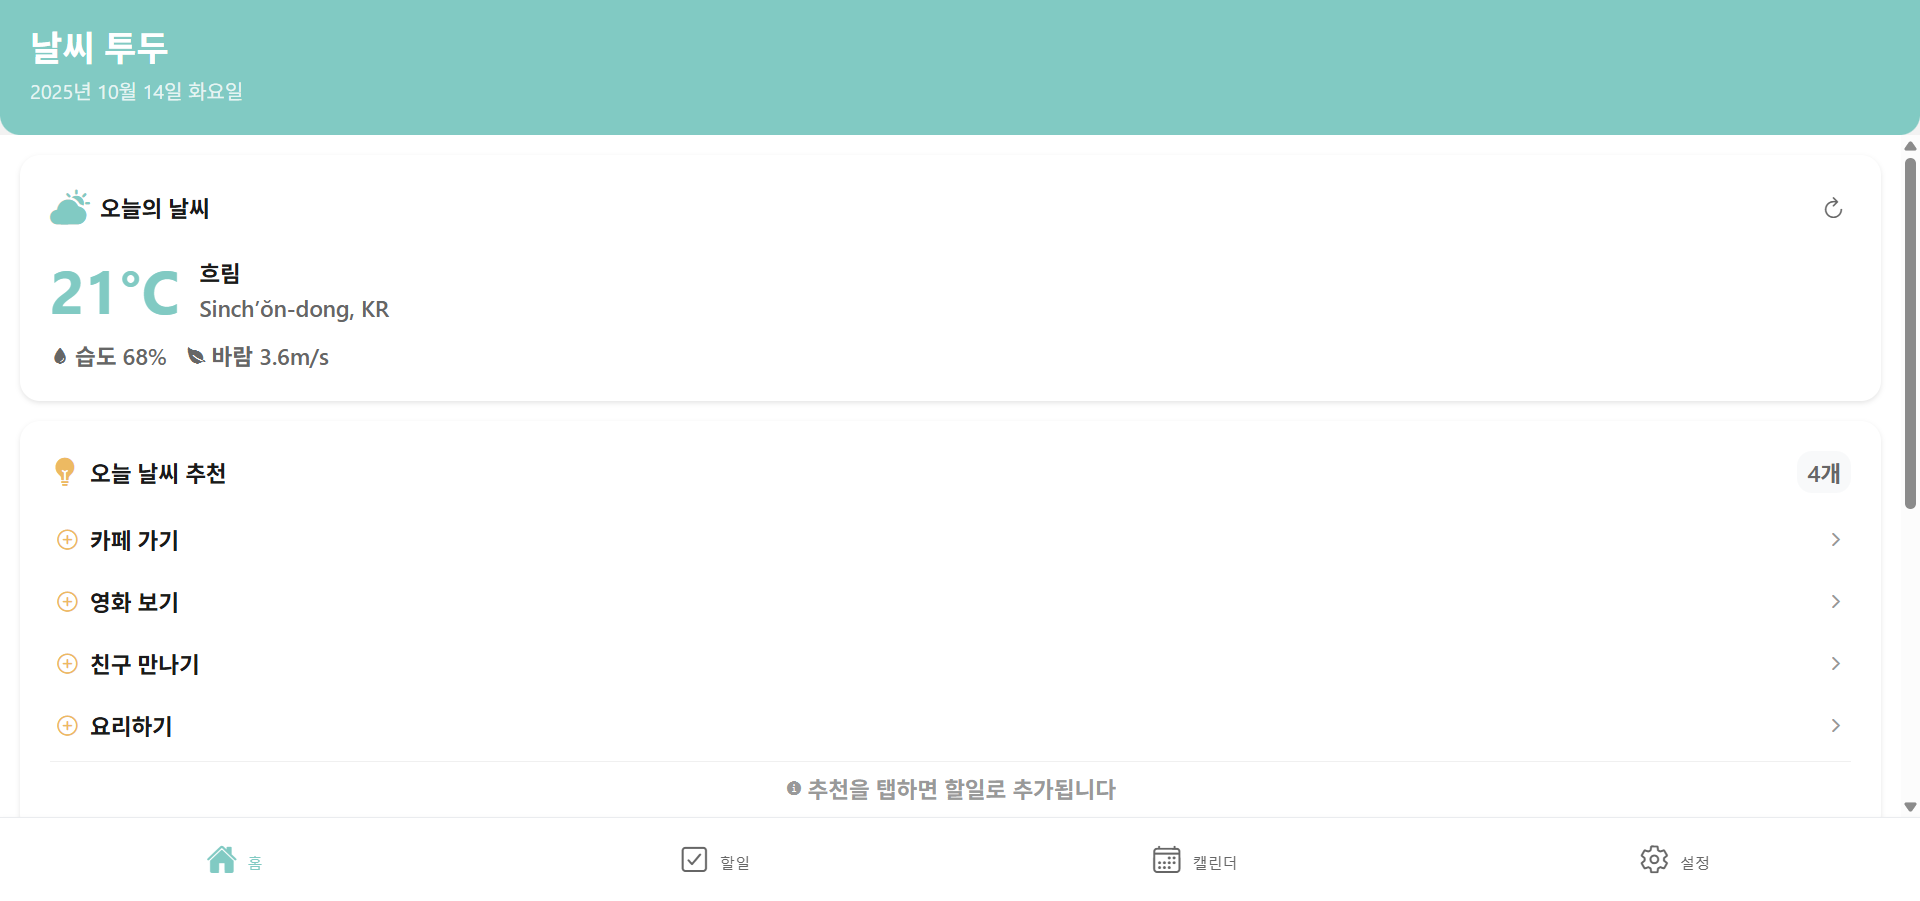 날씨 투두
2025년 10월 14일 화요일
오늘의 날씨
21°C
흐림
Sinch’ŏn-dong, KR
습도 68% 바람 3.6m/s
오늘 날씨 추천
4개
카페 가기
영화 보기
친구 만나기
요리하기
추천을 탭하면 할일로 추가됩니다
홈
할일
캘린더
설정